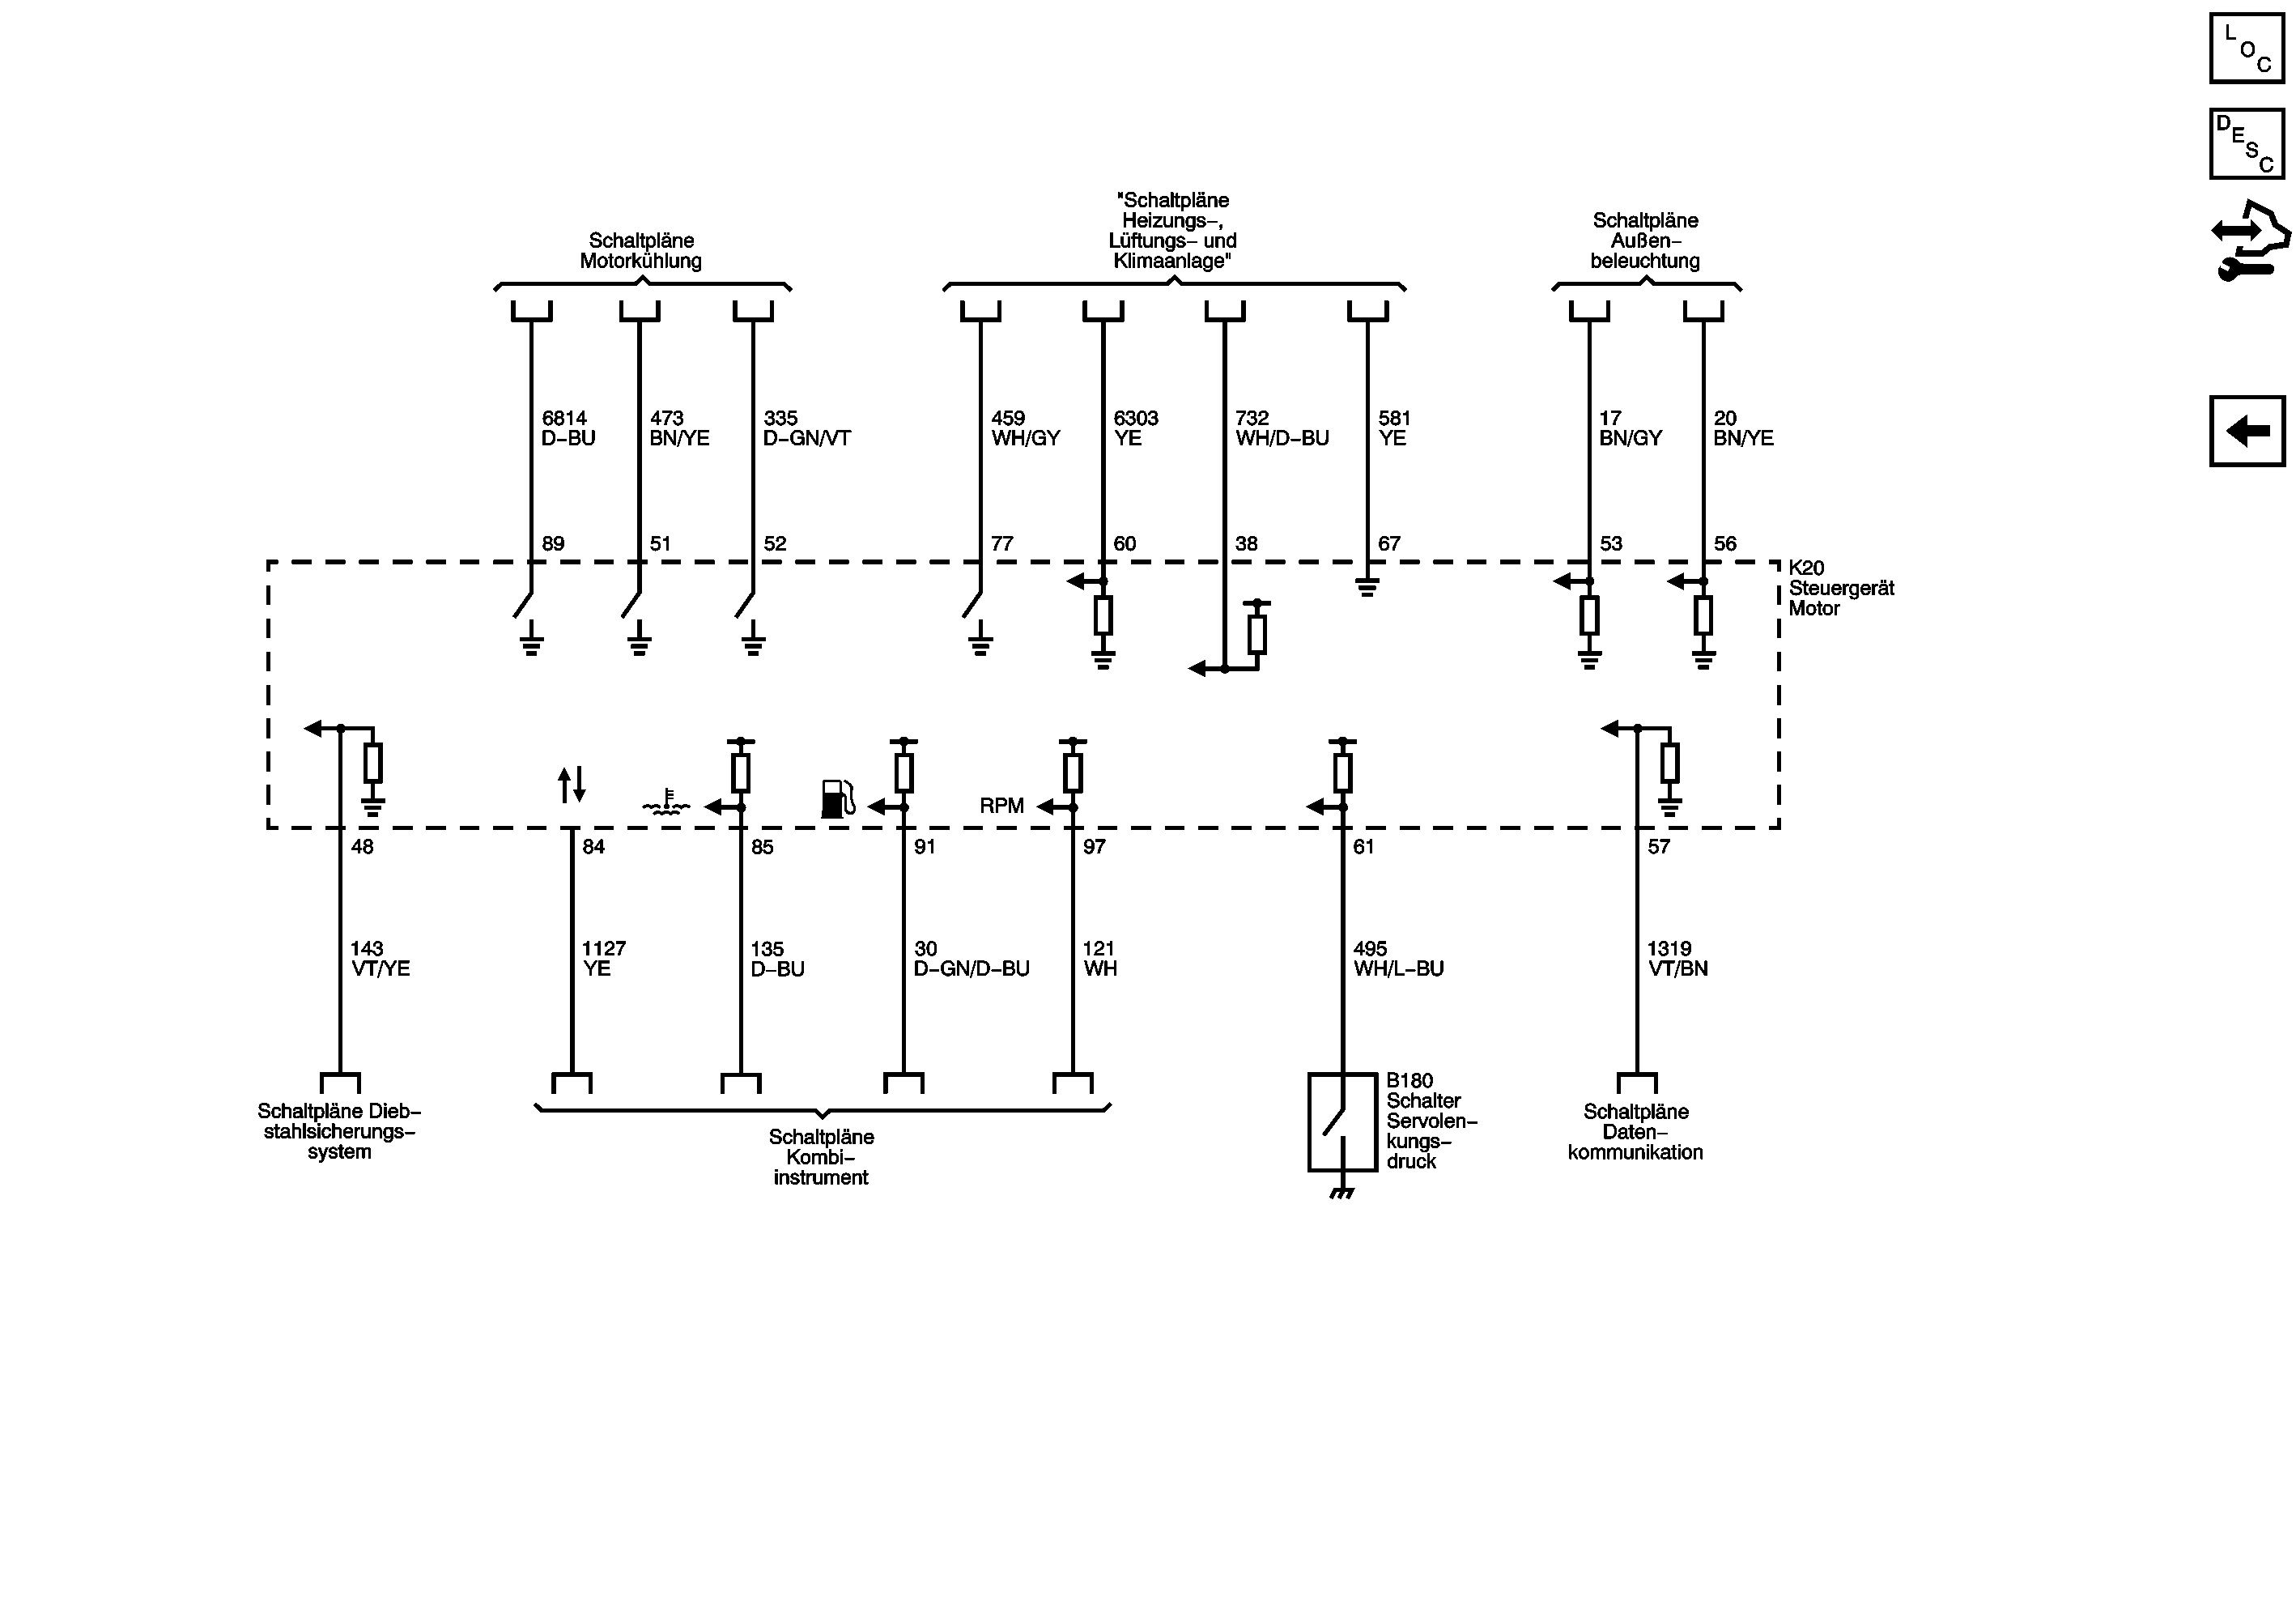 L
O
C
D
E
S
C
"Schaltpläne
Heizungs-,
Lüftungs- und
Klimaanlage"
Schaltpläne
Motorkühlung
Schaltpläne
Außen-
beleuchtung
6814
D-BU
473
BN/YE
335
D-GN/VT
459
WH/GY
6303
YE
732
WH/D-BU
581
YE
17
BN/GY
20
BN/YE
89
51
52
77
60
38
67
53
56
K20
Steuergerät
Motor
RPM
48
84
85
91
97
61
57
143
VT/YE
1127
YE
135
D-BU
30
D-GN/D-BU
121
WH
495
WH/L-BU
1319
VT/BN
Schaltpläne Dieb-
stahlsicherungs-
system
Schaltpläne
Kombi-
instrument
B180
Schalter
Servolen-
kungs-
druck
Schaltpläne
Daten-
kommunikation